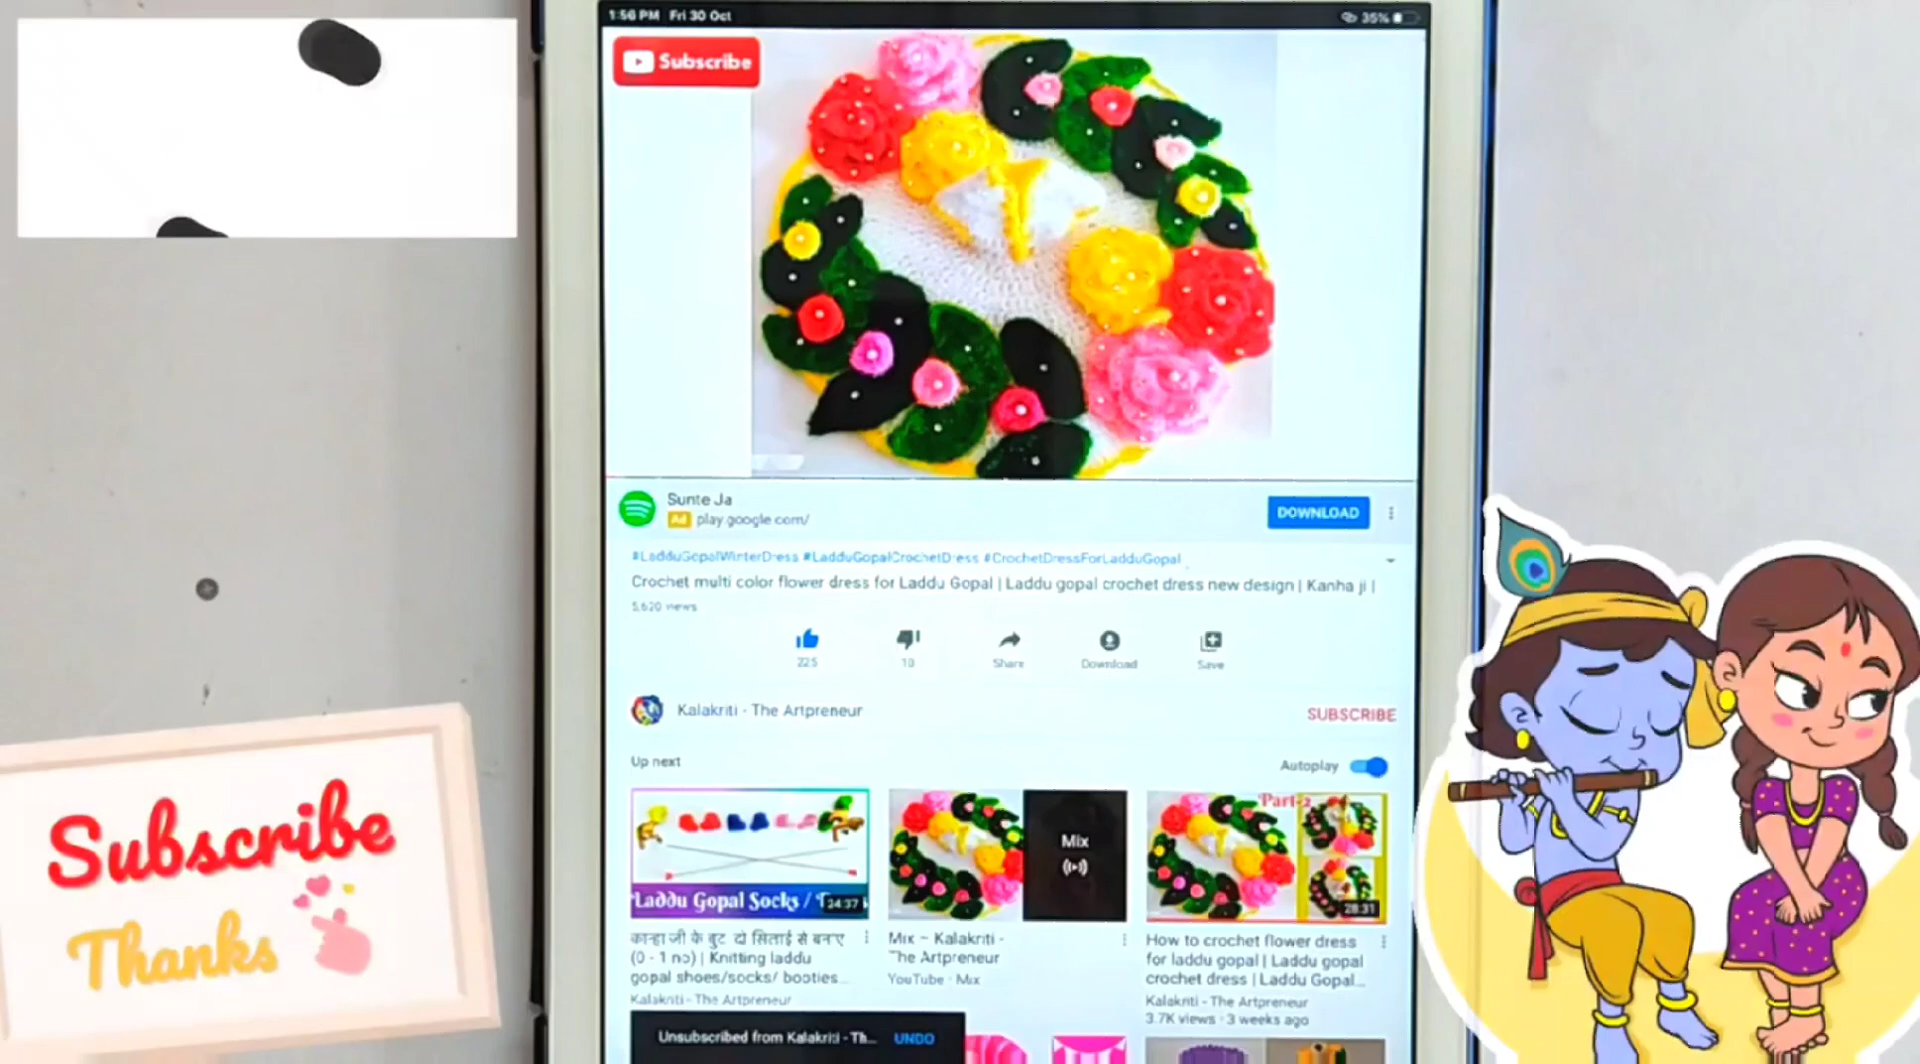 1:56 PM Fri 30 Oct
35%
Subscribe
Sunte Ja
Ad play.google.com/
DOWNLOAD
#LadduGopalWinterDress #LadduGopalCrochetDress #CrochetDressForLadduGopal
Crochet multi color flower dress for Laddu Gopal | Laddu gopal crochet dress new design | Kanha ji |
5,620 views
225
10
Share
Download
Save
Kalakriti - The Artpreneur
SUBSCRIBE
Up next
Autoplay
Laddu Gopal Socks /
24:37
Mix
Part-2
28:31
कान्हा जी के बुट दो सिलाई से बनाए
(0 - 1 no) | Knitting laddu
gopal shoes/socks/ booties...
Kalakriti - The Artpreneur
Mix – Kalakriti -
The Artpreneur
YouTube · Mix
How to crochet flower dress
for laddu gopal | Laddu gopal
crochet dress | Laddu Gopal...
Kalakriti - The Artpreneur
3.7K views · 3 weeks ago
Unsubscribed from Kalakriti - Th...
UNDO
Subscribe
Thanks